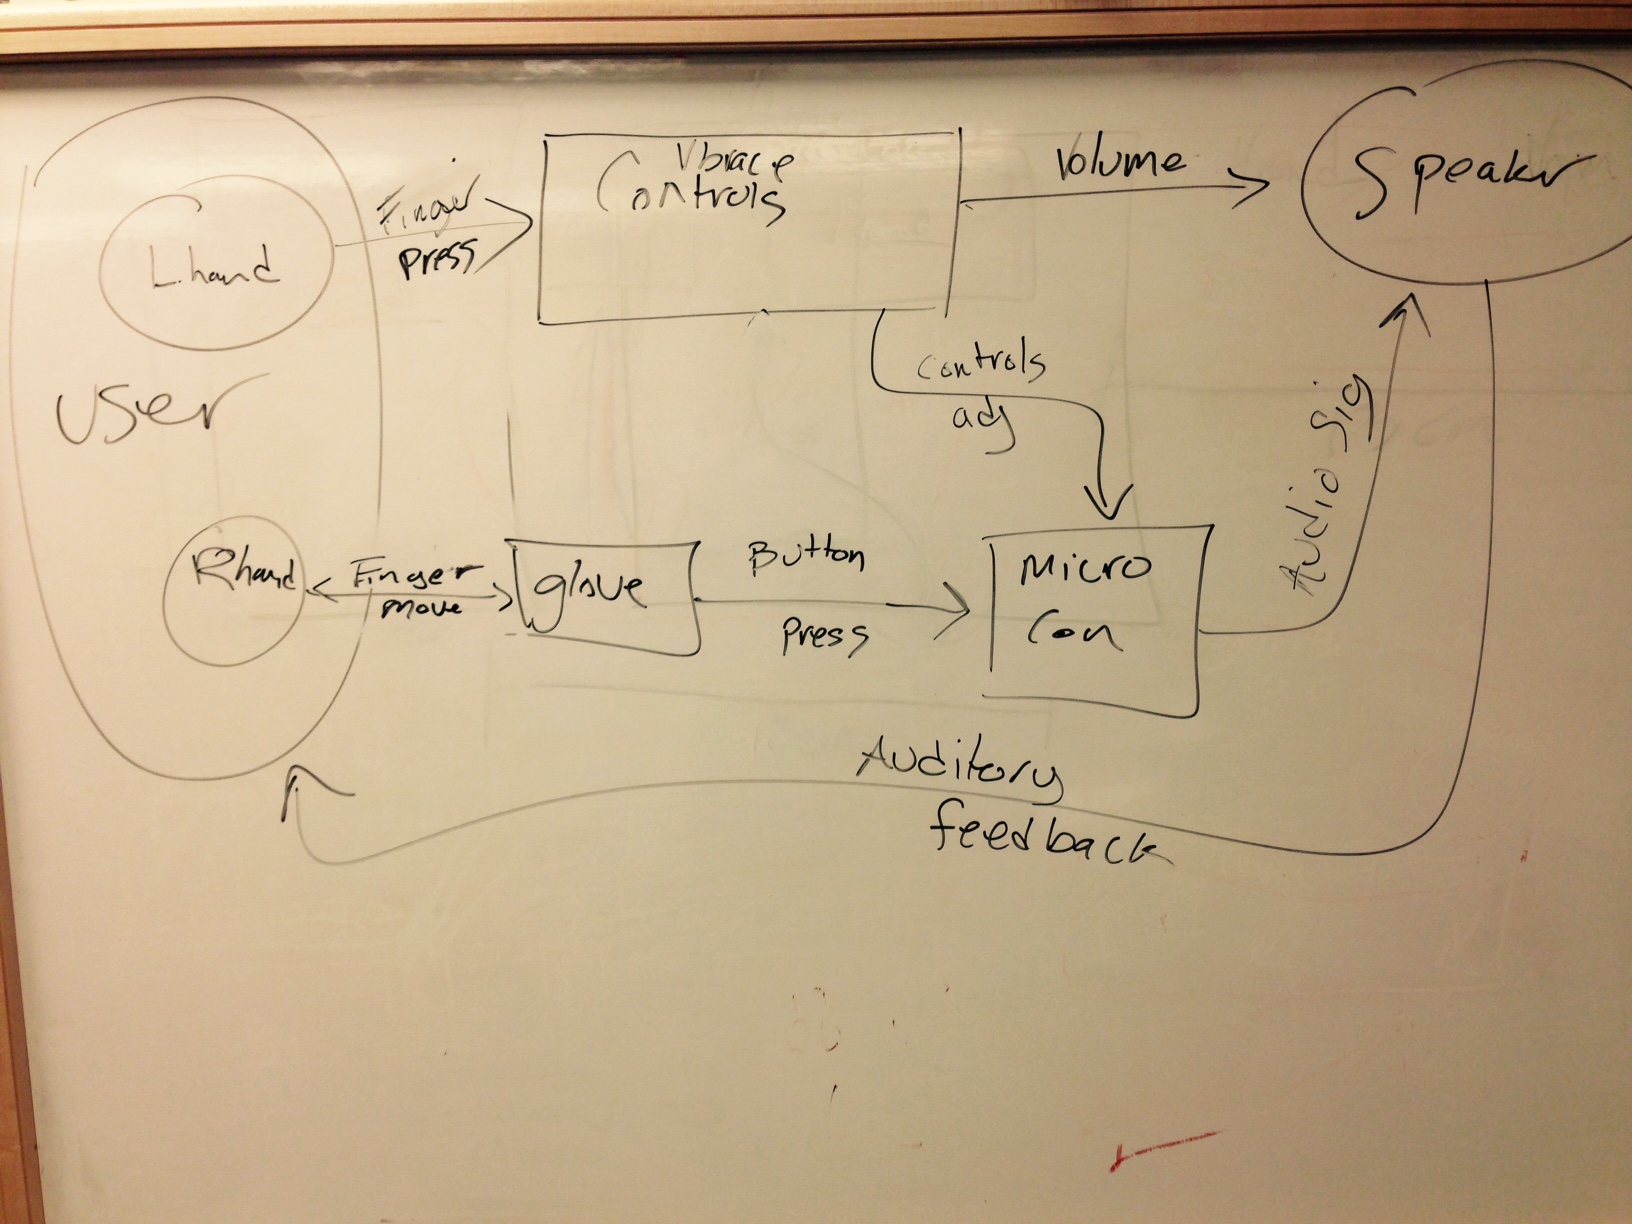 Vbrace
Controls
Volume
Speaker
Finger
press
L hand
controls
adj
user
Audio Sig
Rhand
Finger
move
glove
Button
Press
Micro
Con
Auditory
feedback